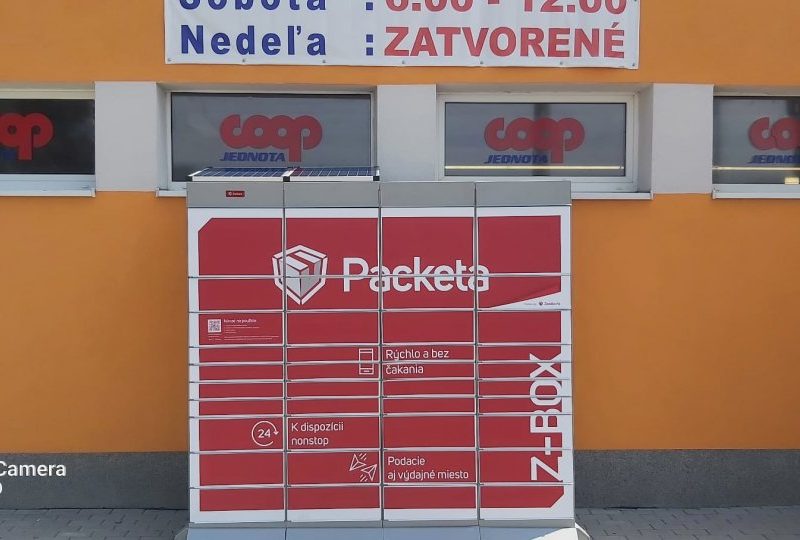 Sobota : 6.00 - 12.00
Nedeľa : ZATVORENÉ
coop
JEDNOTA
coop
JEDNOTA
coop
JEDNOTA
Packeta
Rýchlo a bez
čakania
K dispozícii
nonstop
24
Podacie
aj výdajné miesto
Z-BOX
Camera